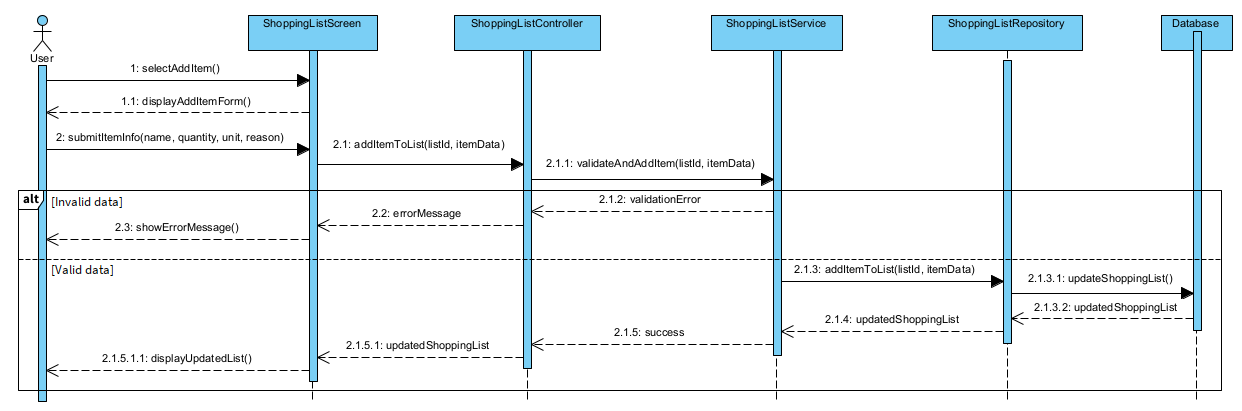 ShoppingListScreen
ShoppingListController
ShoppingListService
ShoppingListRepository
Database
User
1: selectAddItem()
1.1: displayAddItemForm()
2: submitItemInfo(name, quantity, unit, reason)
2.1: addItemToList(listId, itemData)
2.1.1: validateAndAddItem(listId, itemData)
alt
[Invalid data]
2.1.2: validationError
2.2: errorMessage
2.3: showErrorMessage()
[Valid data]
2.1.3: addItemToList(listId, itemData)
2.1.3.1: updateShoppingList()
2.1.3.2: updatedShoppingList
2.1.4: updatedShoppingList
2.1.5: success
2.1.5.1: updatedShoppingList
2.1.5.1.1: displayUpdatedList()